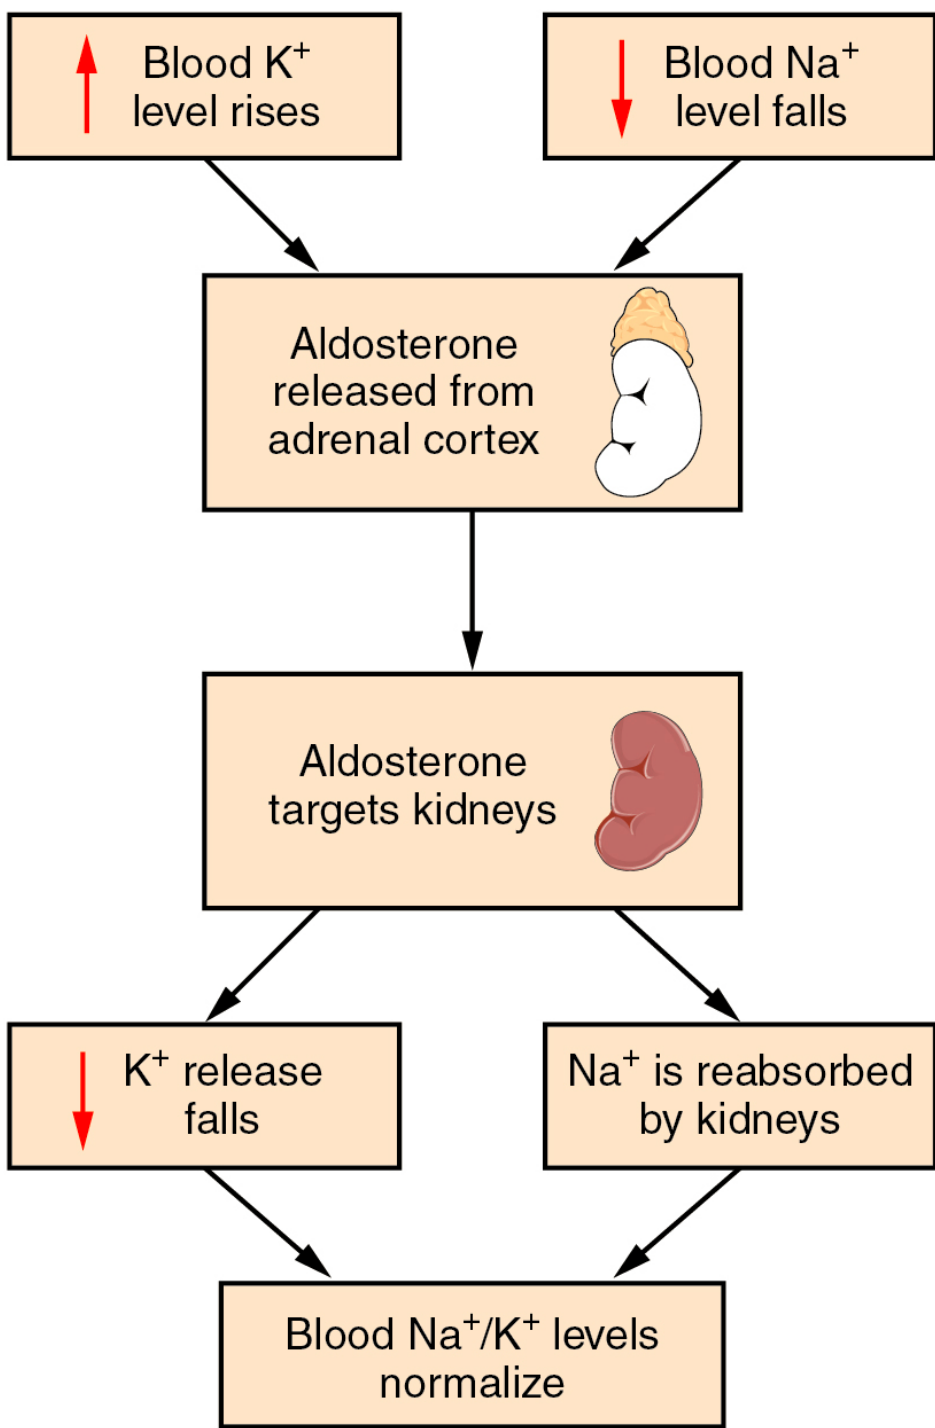 Blood K⁺
level rises
Blood Na⁺
level falls
Aldosterone
released from
adrenal cortex
Aldosterone
targets kidneys
K⁺ release
falls
Na⁺ is reabsorbed
by kidneys
Blood Na⁺/K⁺ levels
normalize